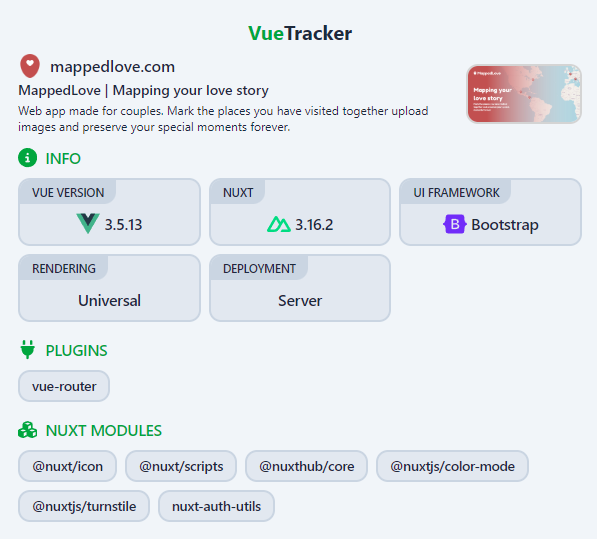 VueTracker
mappedlove.com
MappedLove | Mapping your love story
Web app made for couples. Mark the places you have visited together upload
images and preserve your special moments forever.
MappedLove
Mapping your
love story
INFO
VUE VERSION
3.5.13
NUXT
3.16.2
UI FRAMEWORK
B Bootstrap
RENDERING
Universal
DEPLOYMENT
Server
PLUGINS
vue-router
NUXT MODULES
@nuxt/icon
@nuxt/scripts
@nuxthub/core
@nuxtjs/color-mode
@nuxtjs/turnstile
nuxt-auth-utils